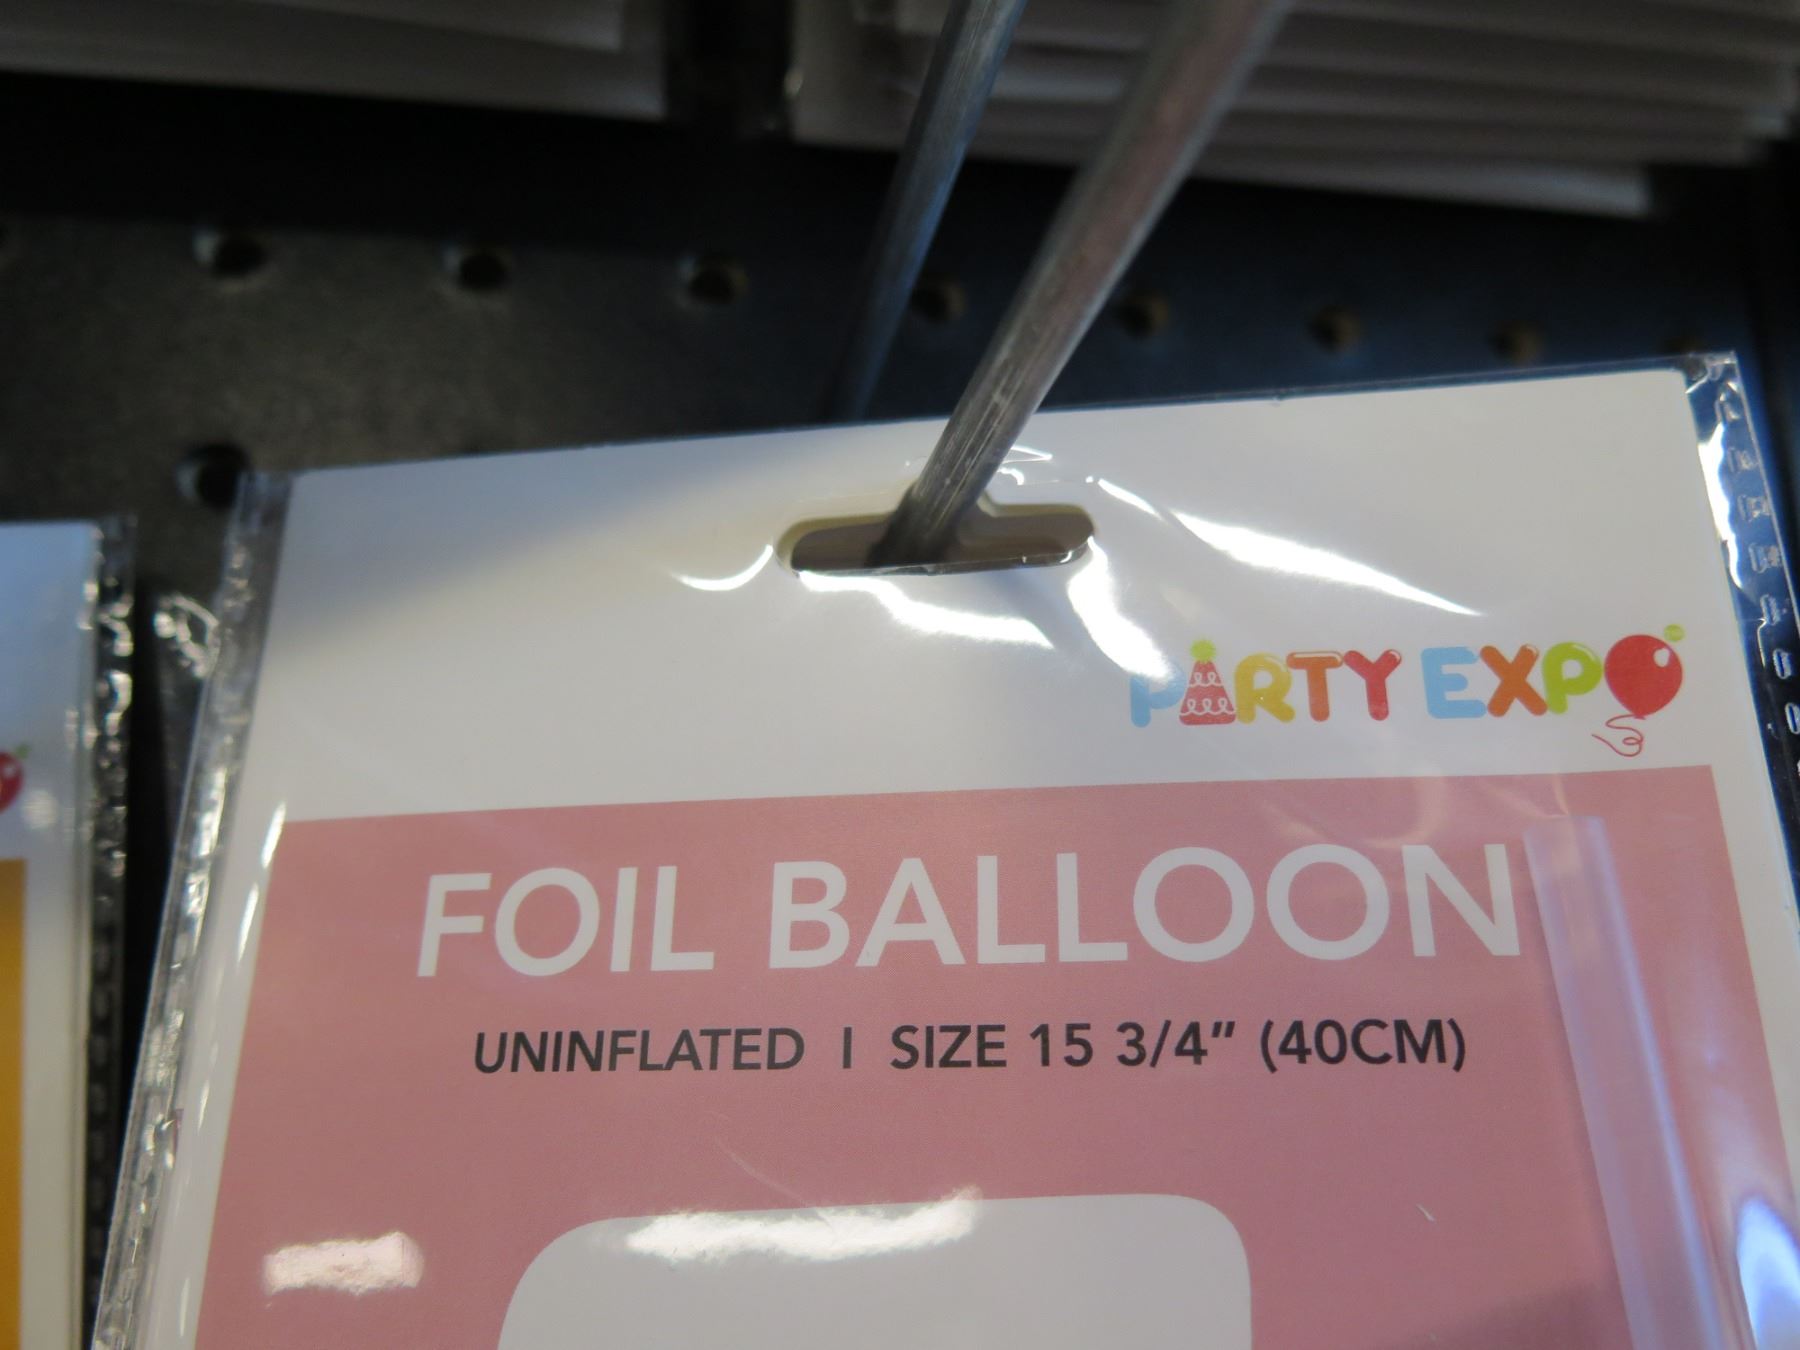 PARTY EXPO
FOIL BALLOON
UNINFLATED | SIZE 15 3/4" (40CM)